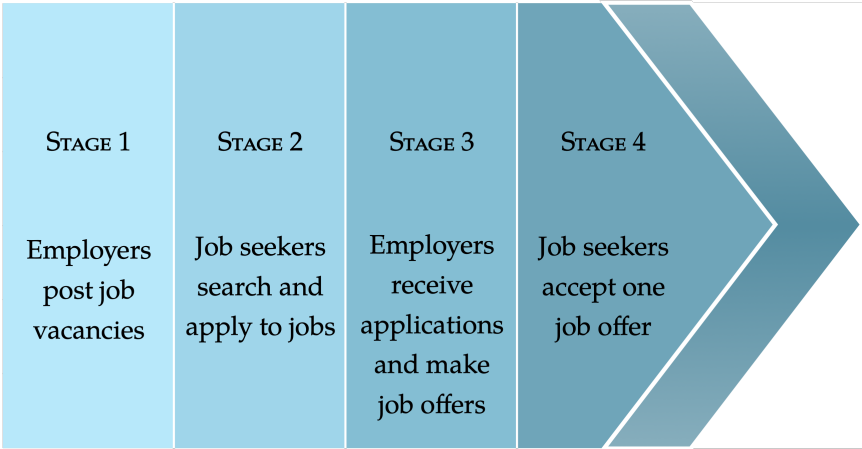 STAGE 1
Employers
post job
vacancies
STAGE 2
Job seekers
search and
apply to jobs
STAGE 3
Employers
receive
applications
and make
job offers
STAGE 4
Job seekers
accept one
job offer